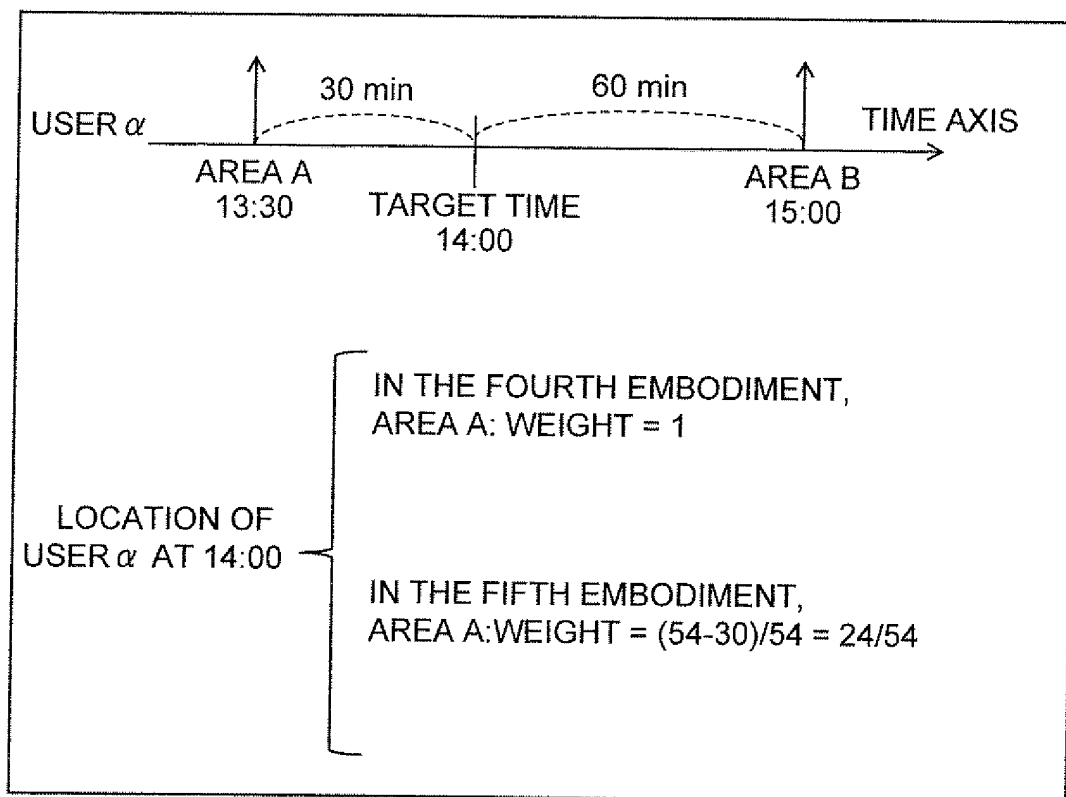 30 min
60 min
USER α
TIME AXIS
AREA A
13:30
TARGET TIME
14:00
AREA B
15:00
LOCATION OF
USER α AT 14:00
IN THE FOURTH EMBODIMENT,
AREA A: WEIGHT = 1
IN THE FIFTH EMBODIMENT,
AREA A:WEIGHT = (54-30)/54 = 24/54